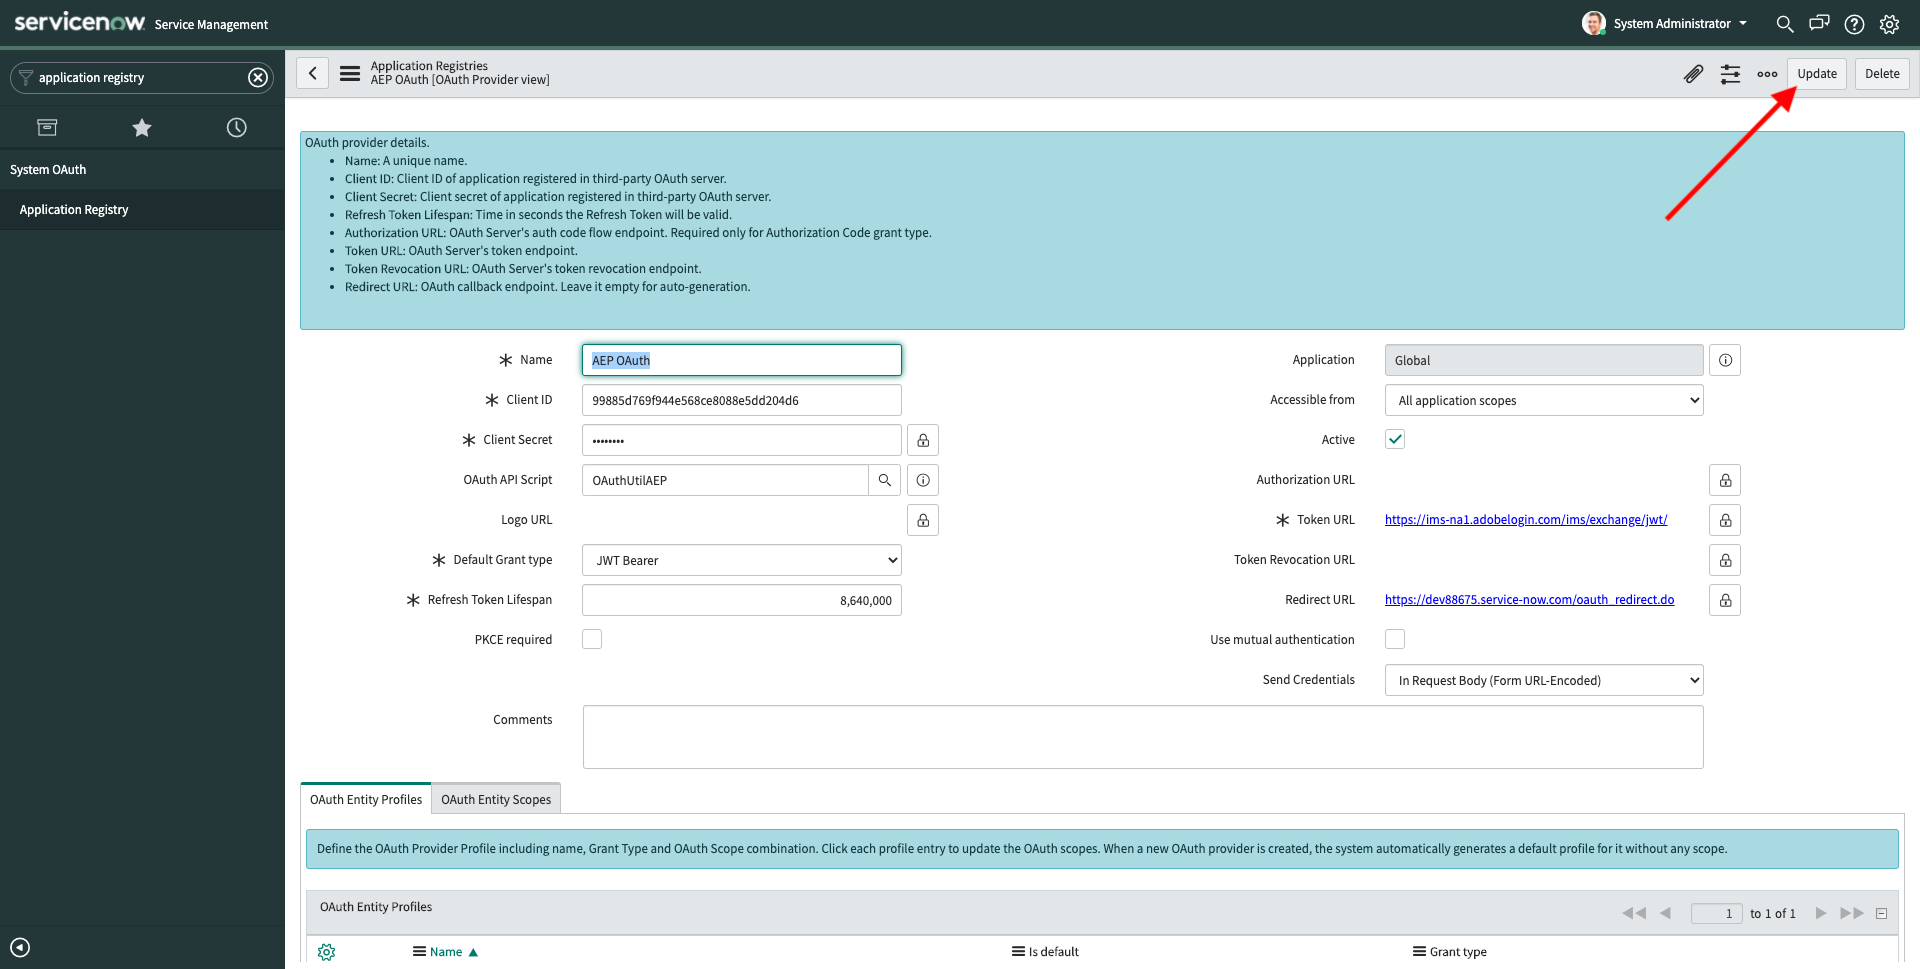 servicenow Service Management
System Administrator
application registry
System OAuth
Application Registry
Application Registries
AEP OAuth [OAuth Provider view]
Update
Delete
OAuth provider details.
Name: A unique name.
Client ID: Client ID of application registered in third-party OAuth server.
Client Secret: Client secret of application registered in third-party OAuth server.
Refresh Token Lifespan: Time in seconds the Refresh Token will be valid.
Authorization URL: OAuth Server's auth code flow endpoint. Required only for Authorization Code grant type.
Token URL: OAuth Server's token endpoint.
Token Revocation URL: OAuth Server's token revocation endpoint.
Redirect URL: OAuth callback endpoint. Leave it empty for auto-generation.
Name AEP OAuth
Client ID 99885d769f944e568ce8088e5dd204d6
Client Secret ••••••••
OAuth API Script OAuthUtilAEP
Logo URL
Default Grant type JWT Bearer
Refresh Token Lifespan 8,640,000
PKCE required
Application Global
Accessible from All application scopes
Active
Authorization URL
Token URL https://ims-na1.adobelogin.com/ims/exchange/jwt/
Token Revocation URL
Redirect URL https://dev88675.service-now.com/oauth_redirect.do
Use mutual authentication
Send Credentials In Request Body (Form URL-Encoded)
Comments
OAuth Entity Profiles OAuth Entity Scopes
Define the OAuth Provider Profile including name, Grant Type and OAuth Scope combination. Click each profile entry to update the OAuth scopes. When a new OAuth provider is created, the system automatically generates a default profile for it without any scope.
OAuth Entity Profiles
1 to 1 of 1
Name Is default Grant type